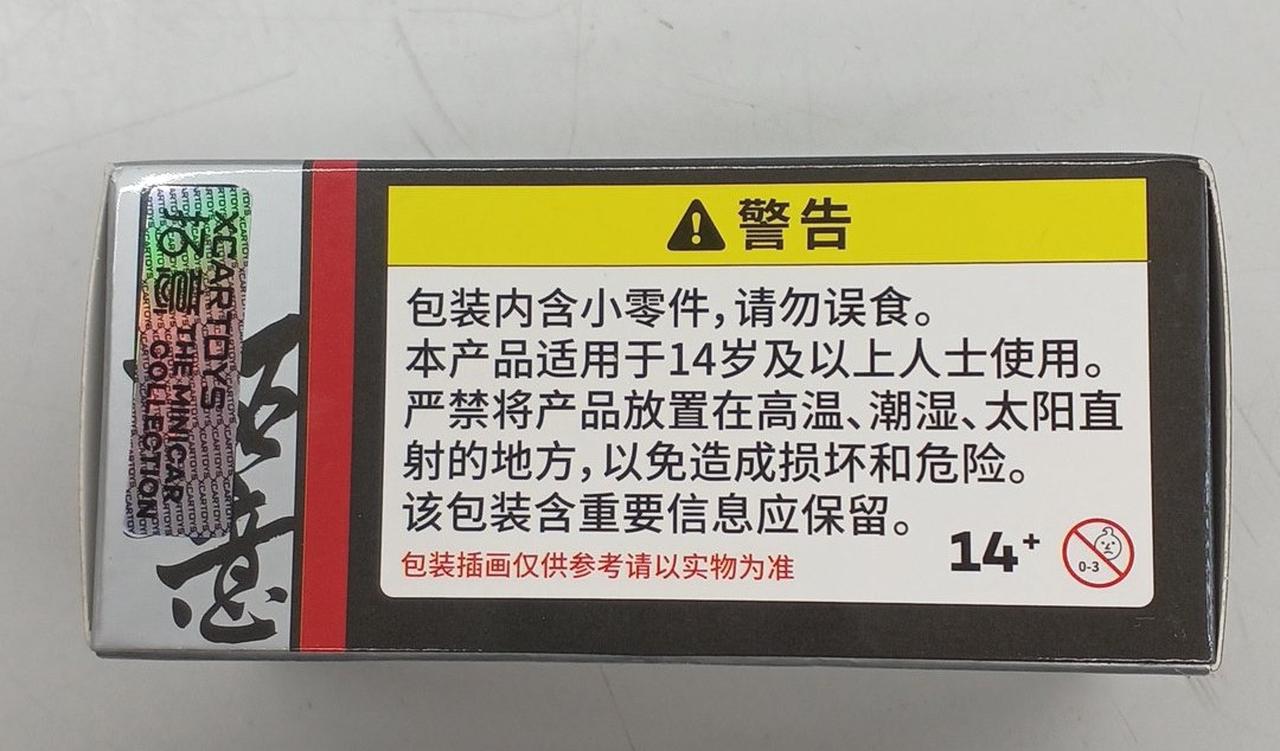 警告
包装内含小零件，请勿误食。
本产品适用于14岁及以上人士使用。
严禁将产品放置在高温、潮湿、太阳直
射的地方，以免造成损坏和危险。
该包装含重要信息应保留。
包装插画仅供参考请以实物为准
14+
0-3
XCARTOYS
拓意 THE MINICAR
COLLECTION
拓意